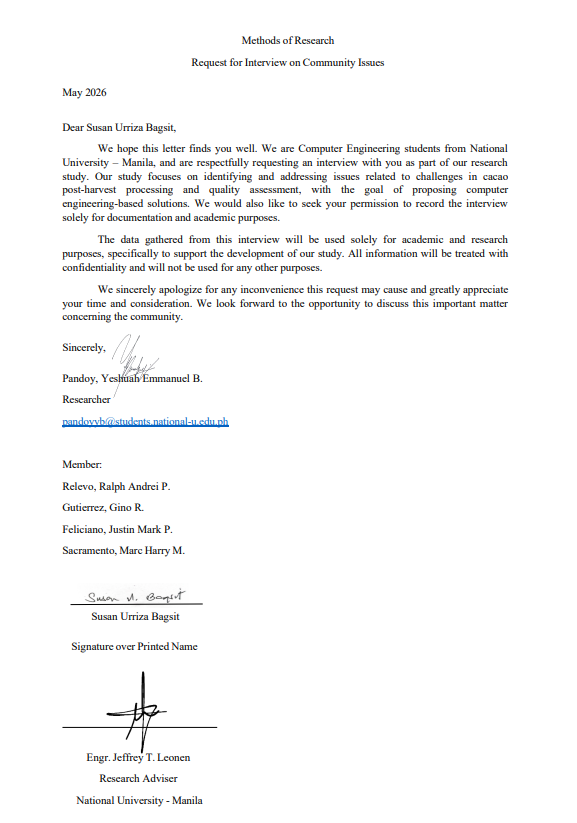 Methods of Research
Request for Interview on Community Issues
May 2026
Dear Susan Urriza Bagsit,
We hope this letter finds you well. We are Computer Engineering students from National
University – Manila, and are respectfully requesting an interview with you as part of our research
study. Our study focuses on identifying and addressing issues related to challenges in cacao
post-harvest processing and quality assessment, with the goal of proposing computer
engineering-based solutions. We would also like to seek your permission to record the interview
solely for documentation and academic purposes.
The data gathered from this interview will be used solely for academic and research
purposes, specifically to support the development of our study. All information will be treated with
confidentiality and will not be used for any other purposes.
We sincerely apologize for any inconvenience this request may cause and greatly appreciate
your time and consideration. We look forward to the opportunity to discuss this important matter
concerning the community.
Sincerely,
Pandoy, Yeshuah Emmanuel B.
Researcher
pandoyyb@students.national-u.edu.ph
Member:
Relevo, Ralph Andrei P.
Gutierrez, Gino R.
Feliciano, Justin Mark P.
Sacramento, Marc Harry M.
Susan U. Bagsit
Susan Urriza Bagsit
Signature over Printed Name
Engr. Jeffrey T. Leonen
Research Adviser
National University - Manila